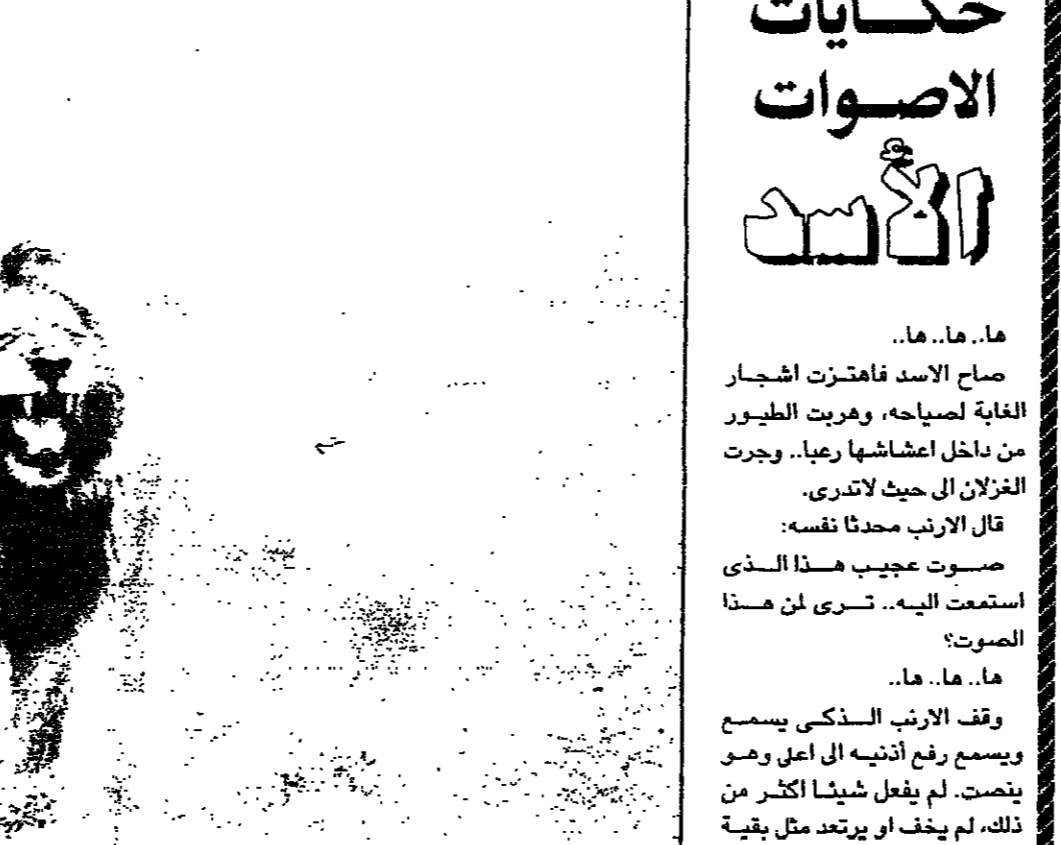 حكايات
الاصوات
الأسد
ها.. ها.. ها..
صاح الاسد فاهتزت اشجار
الغابة لصياحه، وهربت الطيور
من داخل اعشاشها رعبا.. وجرت
الغزلان الى حيث لاتدرى.
قال الارنب محدثا نفسه:
صوت عجيب هذا الذى
استمعت اليه.. ترى لمن هذا
الصوت؟
ها.. ها.. ها..
وقف الارنب الذكى يسمع
ويسمع رفع أذنيه الى اعلى وهو
ينصت. لم يفعل شيئا اكثر من
ذلك، لم يخف او يرتعد مثل بقية